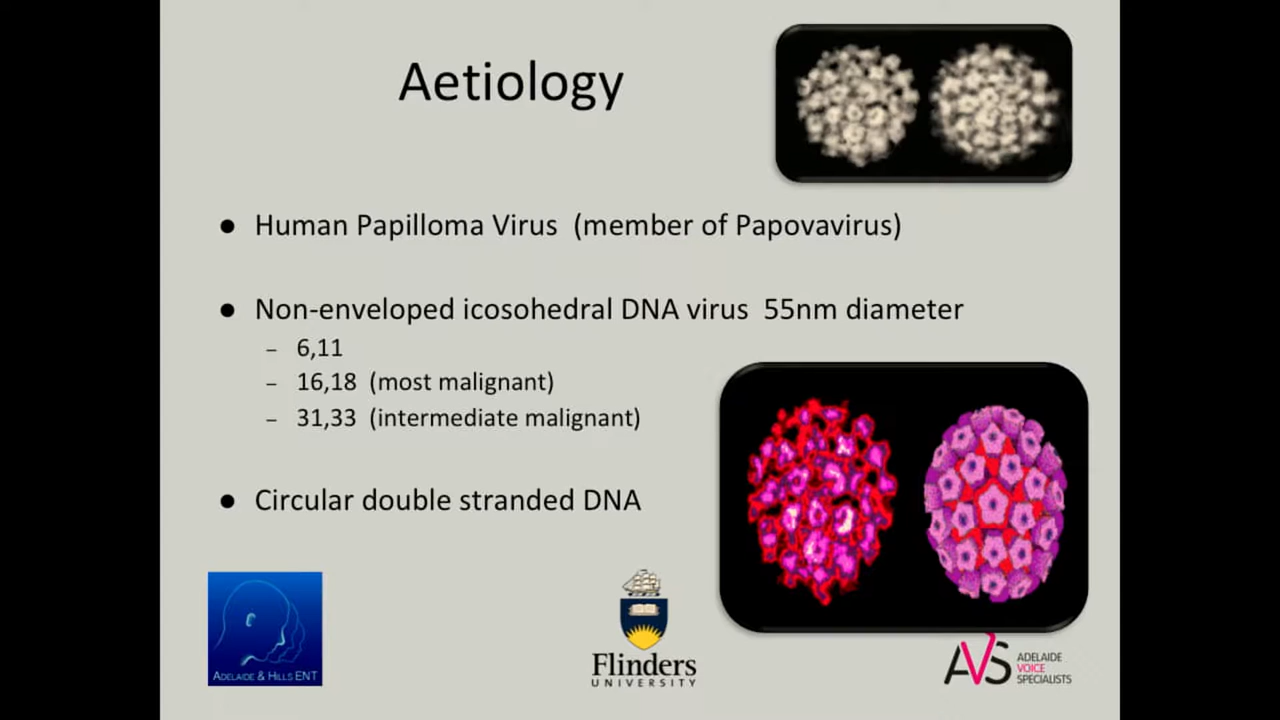 Aetiology
● Human Papilloma Virus (member of Papovavirus)
● Non-enveloped icosohedral DNA virus 55nm diameter
– 6,11
– 16,18 (most malignant)
– 31,33 (intermediate malignant)
● Circular double stranded DNA
ADELAIDE & HILLS ENT
Flinders
UNIVERSITY
AVS
ADELAIDE
VOICE
SPECIALISTS